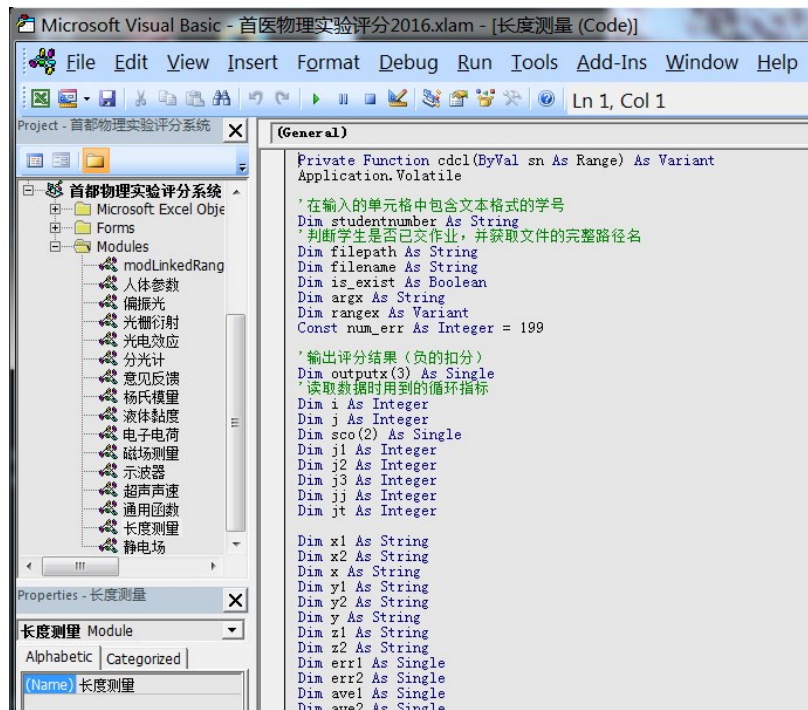 Microsoft Visual Basic - 首医物理实验评分2016.xlam - [长度测量 (Code)]
File Edit View Insert Format Debug Run Tools Add-Ins Window Help
Ln 1, Col 1
Project - 首都物理实验评分系统
首都物理实验评分系统
Microsoft Excel Obje
Forms
Modules
modLinkedRang
人体参数
偏振光
光栅衍射
光电效应
分光计
意见反馈
杨氏模量
液体黏度
电子电荷
磁场测量
示波器
超声声速
通用函数
长度测量
静电场
Properties - 长度测量
长度测量 Module
Alphabetic Categorized
(Name) 长度测量
(General)
Private Function cdcl(ByVal sn As Range) As Variant
Application.Volatile
'在输入的单元格中包含文本格式的学号
Dim studentnumber As String
'判断学生是否已交作业，并获取文件的完整路径名
Dim filepath As String
Dim filename As String
Dim is_exist As Boolean
Dim argx As String
Dim rangex As Variant
Const num_err As Integer = 199
'输出评分结果（负的扣分）
Dim outputx(3) As Single
'读取数据时用到的循环指标
Dim i As Integer
Dim j As Integer
Dim sco(2) As Single
Dim j1 As Integer
Dim j2 As Integer
Dim j3 As Integer
Dim jj As Integer
Dim jt As Integer
Dim x1 As String
Dim x2 As String
Dim x As String
Dim y1 As String
Dim y2 As String
Dim y As String
Dim z1 As String
Dim z2 As String
Dim err1 As Single
Dim err2 As Single
Dim ave1 As Single
Dim ave2 As Single